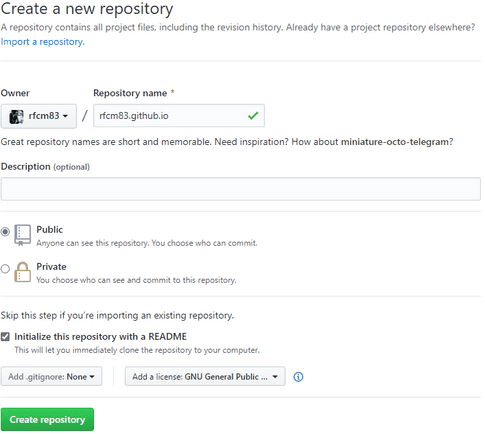 Create a new repository
A repository contains all project files, including the revision history. Already have a project repository elsewhere?
Import a repository.
Owner
Repository name *
rfcm83 / rfcm83.github.io
Great repository names are short and memorable. Need inspiration? How about miniature-octo-telegram?
Description (optional)
Public
Anyone can see this repository. You choose who can commit.
Private
You choose who can see and commit to this repository.
Skip this step if you're importing an existing repository.
Initialize this repository with a README
This will let you immediately clone the repository to your computer.
Add .gitignore: None
Add a license: GNU General Public ...
Create repository